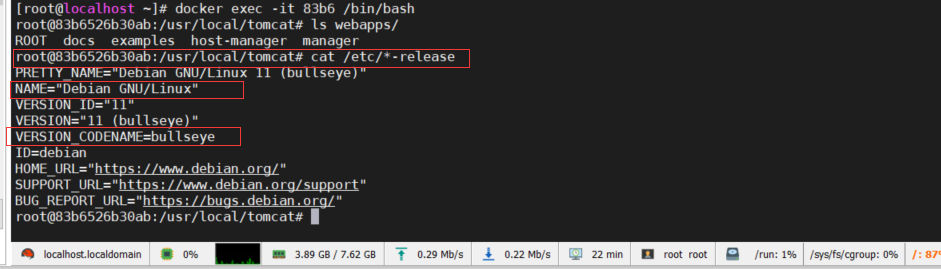 [root@localhost ~]# docker exec -it 83b6 /bin/bash
root@83b6526b30ab:/usr/local/tomcat# ls webapps/
ROOT  docs  examples  host-manager  manager
root@83b6526b30ab:/usr/local/tomcat# cat /etc/*-release
PRETTY_NAME="Debian GNU/Linux 11 (bullseye)"
NAME="Debian GNU/Linux"
VERSION_ID="11"
VERSION="11 (bullseye)"
VERSION_CODENAME=bullseye
ID=debian
HOME_URL="https://www.debian.org/"
SUPPORT_URL="https://www.debian.org/support"
BUG_REPORT_URL="https://bugs.debian.org/"
root@83b6526b30ab:/usr/local/tomcat#
localhost.localdomain 0% 3.89 GB / 7.62 GB 0.29 Mb/s 0.22 Mb/s 22 min root root /run: 1% /sys/fs/cgroup: 0% /: 87%